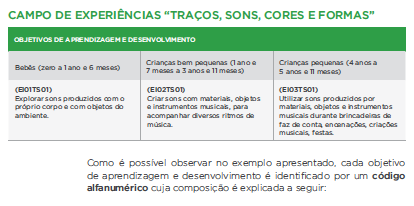 CAMPO DE EXPERIÊNCIAS “TRAÇOS, SONS, CORES E FORMAS”
OBJETIVOS DE APRENDIZAGEM E DESENVOLVIMENTO
Bebês (zero a 1 ano e 6 meses)
Crianças bem pequenas (1 ano e
7 meses a 3 anos e 11 meses)
Crianças pequenas (4 anos a
5 anos e 11 meses)
(EI01TS01)
Explorar sons produzidos com o
próprio corpo e com objetos do
ambiente.
(EI02TS01)
Criar sons com materiais, objetos
e instrumentos musicais, para
acompanhar diversos ritmos de
música.
(EI03TS01)
Utilizar sons produzidos por
materiais, objetos e instrumentos
musicais durante brincadeiras de
faz de conta, encenações, criações
musicais, festas.
Como é possível observar no exemplo apresentado, cada objetivo
de aprendizagem e desenvolvimento é identificado por um código
alfanumérico cuja composição é explicada a seguir: